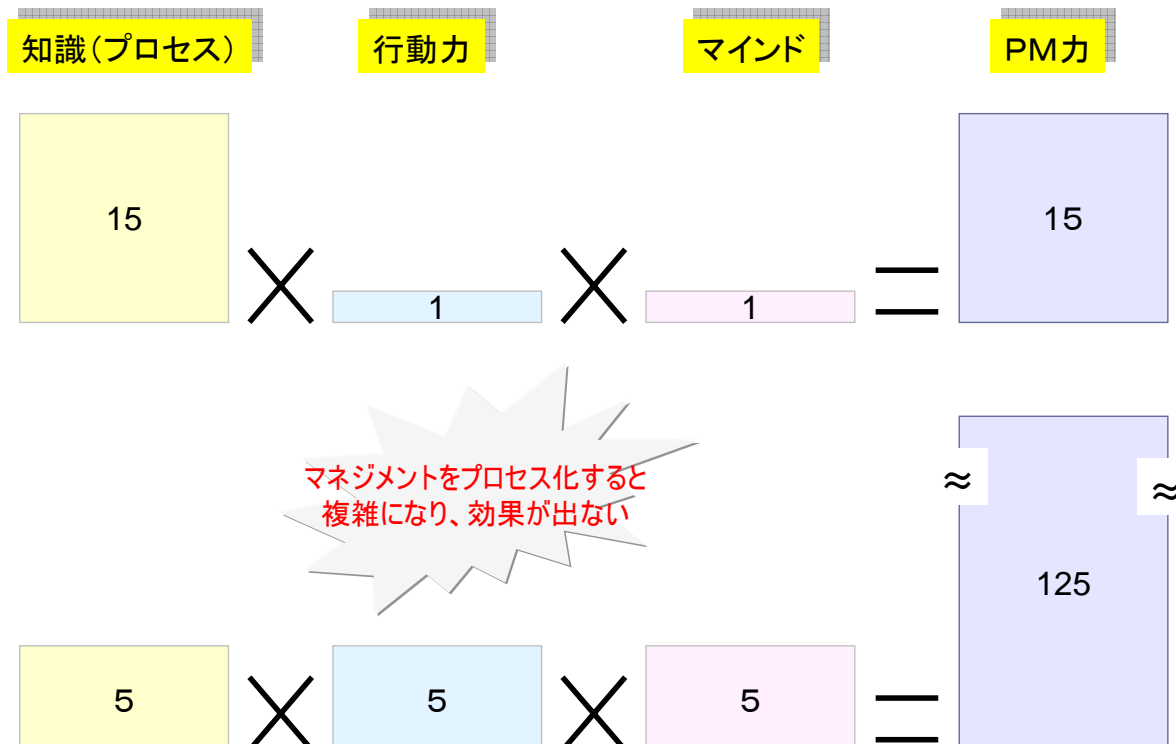 知識（プロセス）
行動力
マインド
ＰＭ力
15
1
1
15
マネジメントをプロセス化すると
複雑になり、効果が出ない
≈
≈
125
5
5
5